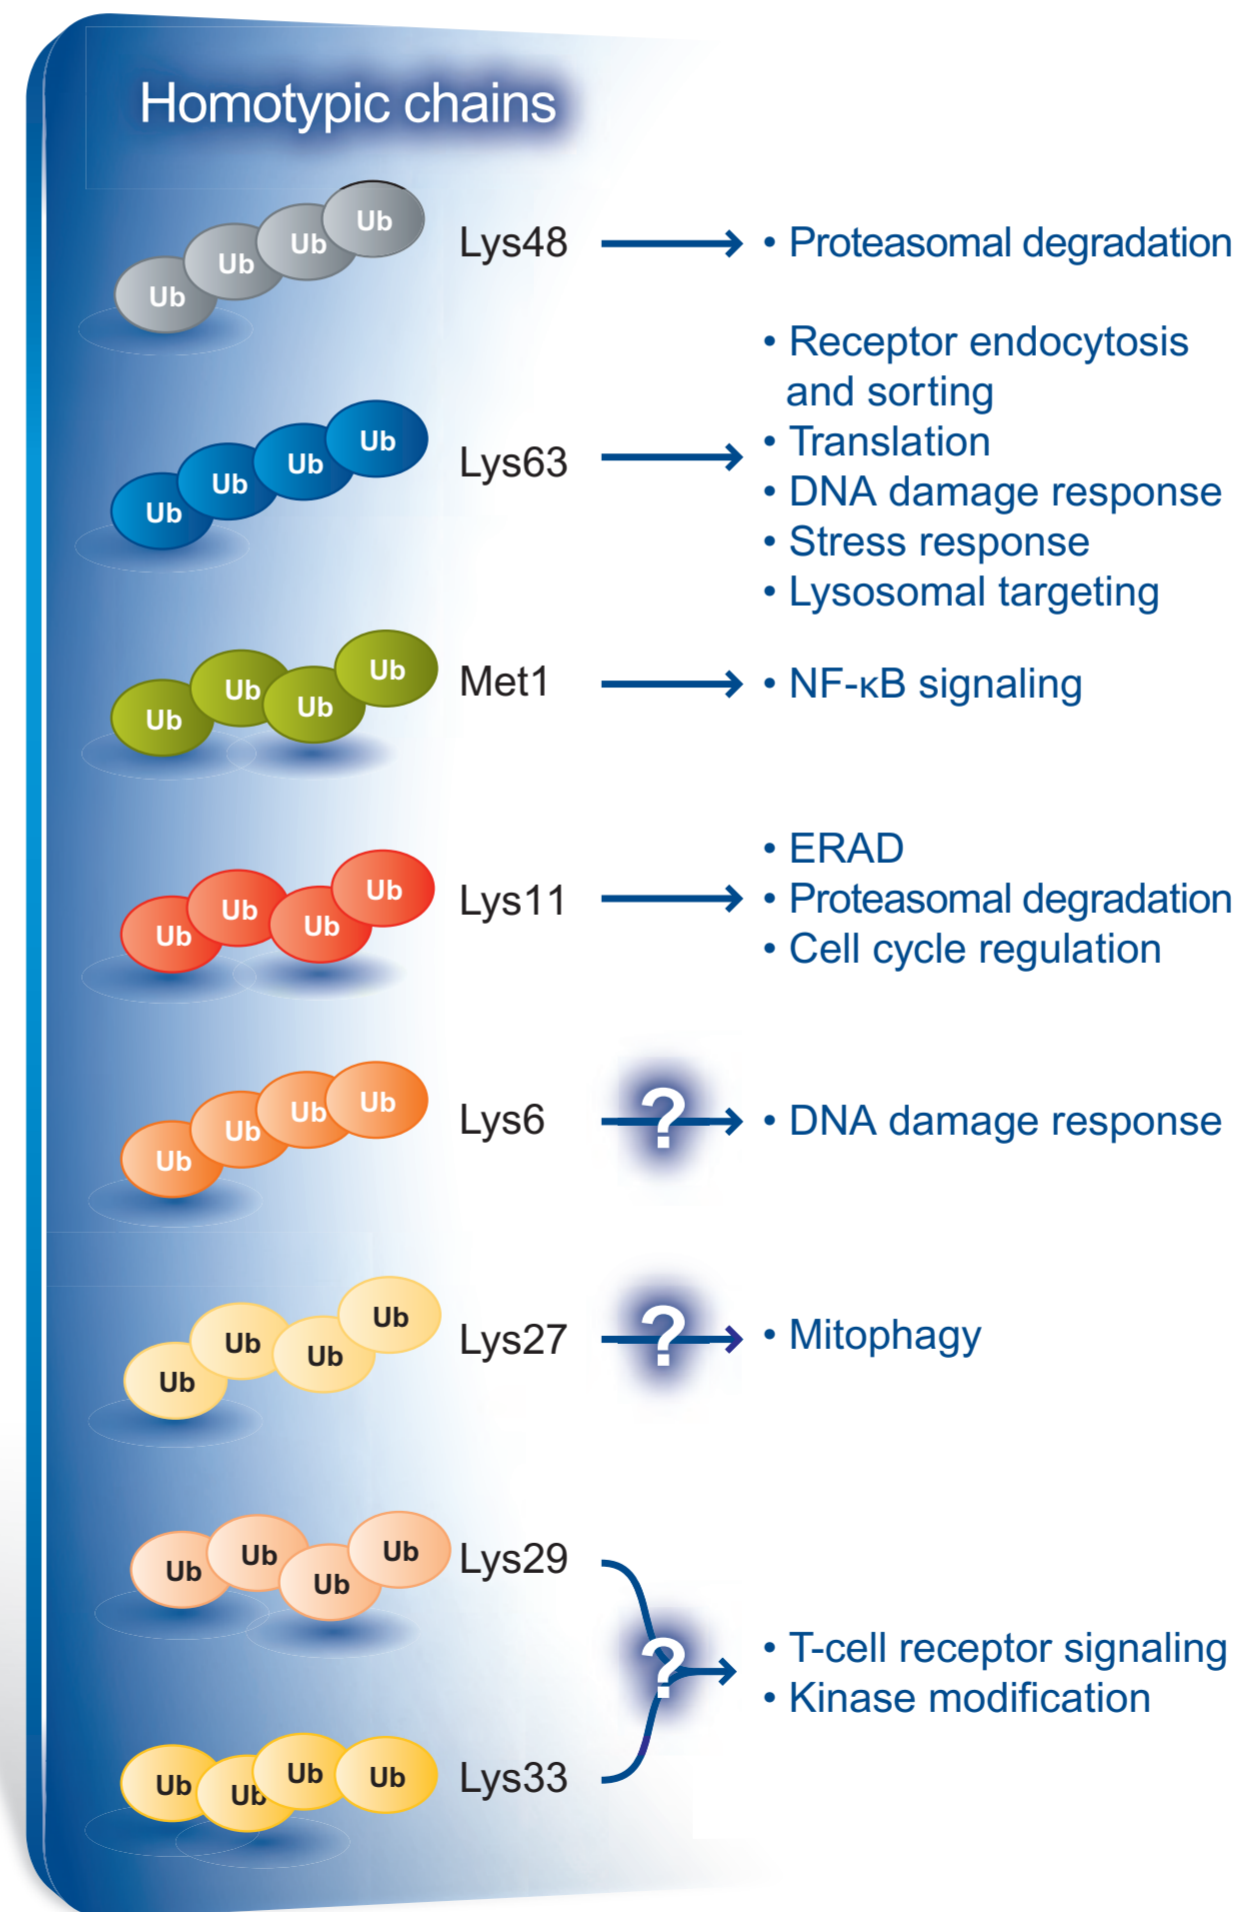 Homotypic chains
Ub Ub Ub Ub Lys48 • Proteasomal degradation
• Receptor endocytosis
and sorting
Ub Ub Ub Ub Lys63 • Translation
• DNA damage response
• Stress response
• Lysosomal targeting
Ub Ub Ub Ub Met1 • NF-κB signaling
• ERAD
Ub Ub Ub Ub Lys11 • Proteasomal degradation
• Cell cycle regulation
Ub Ub Ub Ub Lys6 ? • DNA damage response
Ub Ub Ub Ub Lys27 ? • Mitophagy
Ub Ub Ub Ub Lys29
? • T-cell receptor signaling
• Kinase modification
Ub Ub Ub Ub Lys33